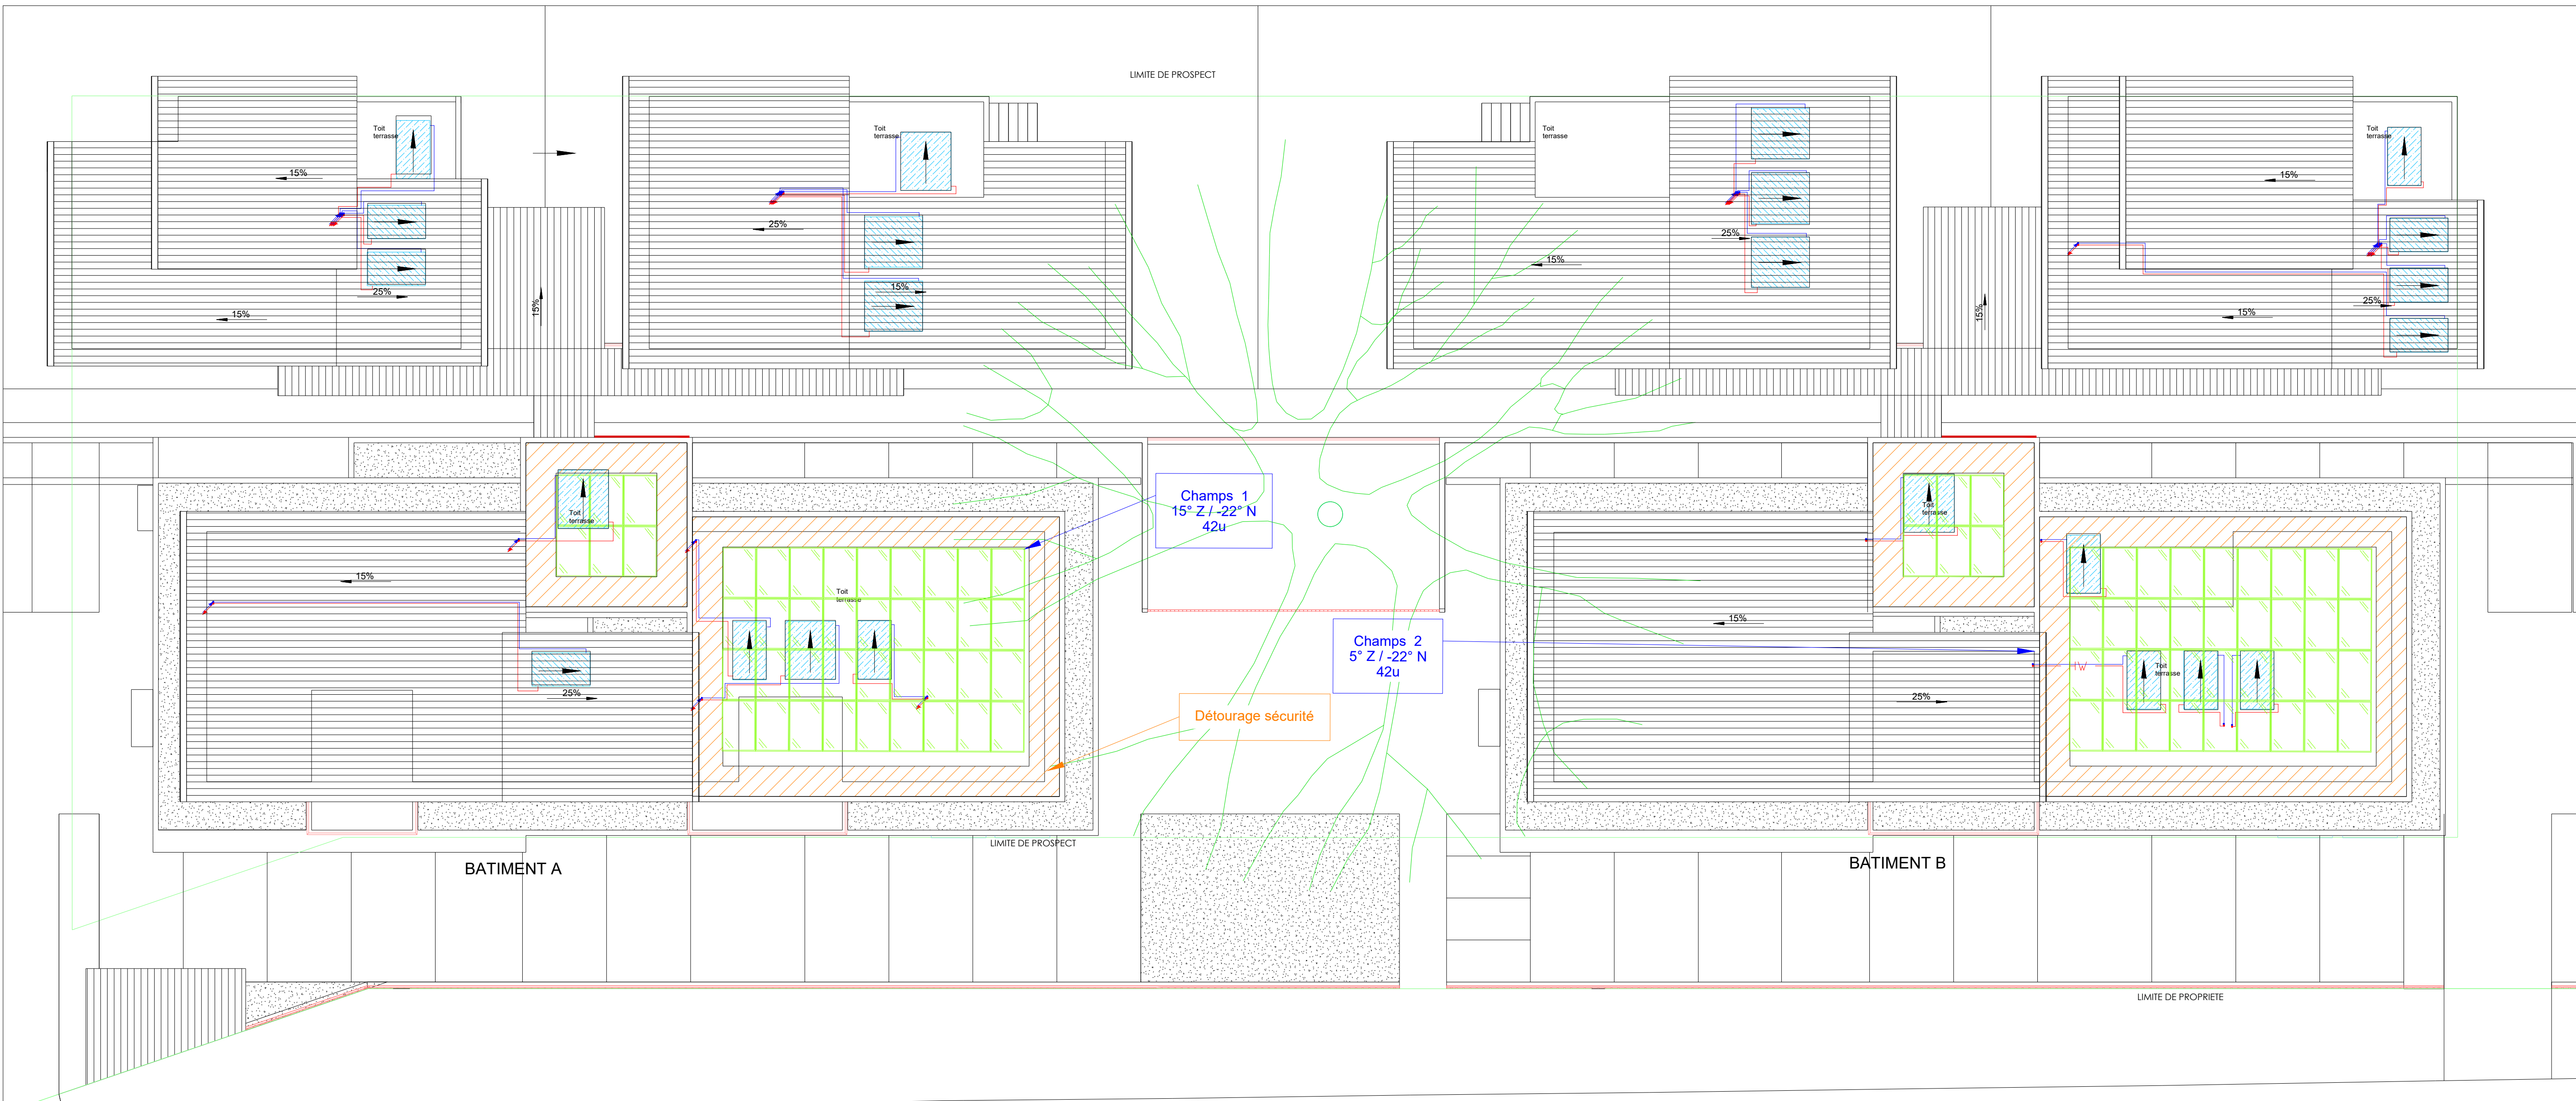 LIMITE DE PROSPECT
Toit
terrasse
Toit
terrasse
Toit
terrasse
Toit
terrasse
15%
15%
25%
25%
15%
15%
25%
15%
15%
25%
15%
15%
15%
15%
Champs 1
15° Z / -22° N
42u
Toit
terrasse
Toit
terrasse
15%
Toit
terrasse
15%
Champs 2
5° Z / -22° N
42u
Toit
terrasse
25%
25%
Détourage sécurité
LIMITE DE PROSPECT
BATIMENT A
BATIMENT B
LIMITE DE PROPRIETE